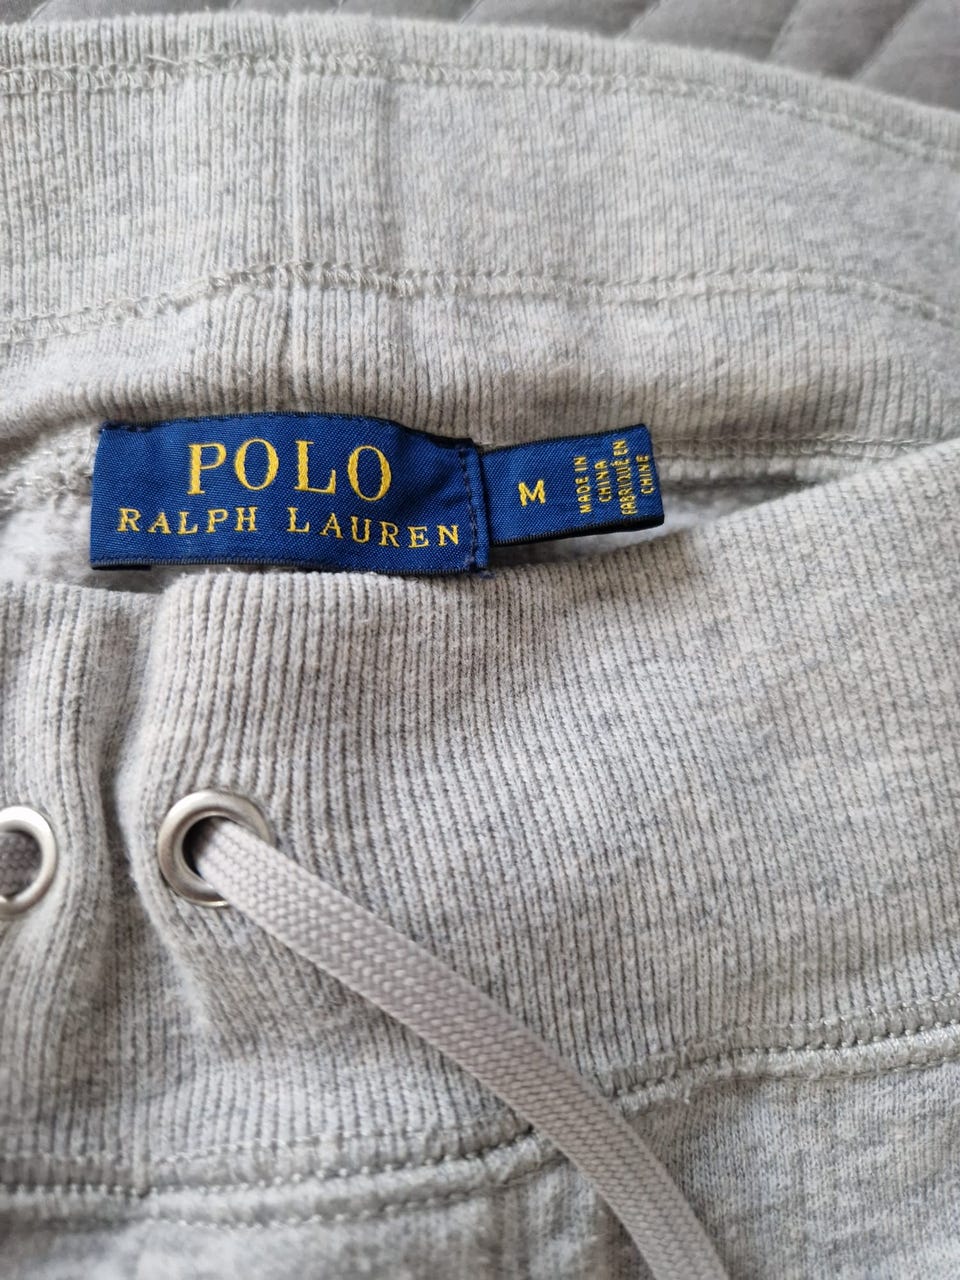 POLO
RALPH LAUREN
M
MADE IN
CHINA
FABRIQUÉ EN
CHINE